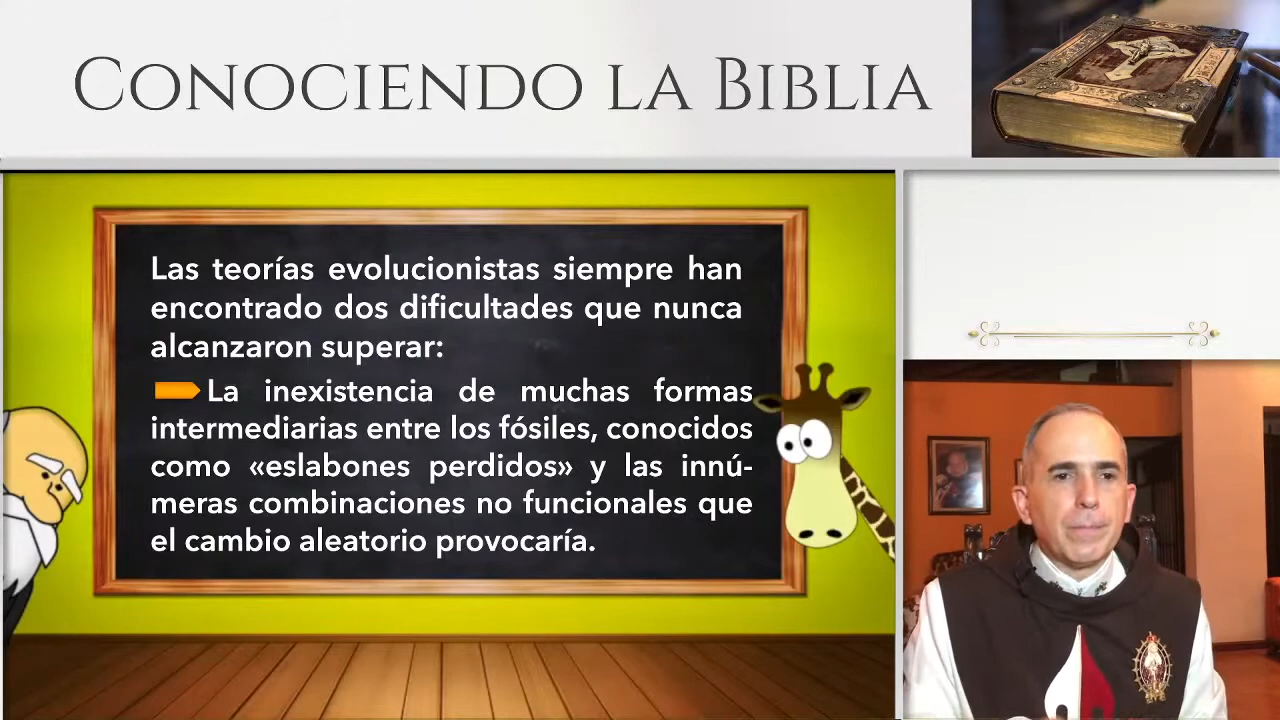 CONOCIENDO LA BIBLIA
Las teorías evolucionistas siempre han
encontrado dos dificultades que nunca
alcanzaron superar:
La inexistencia de muchas formas
intermediarias entre los fósiles, conocidos
como «eslabones perdidos» y las innú-
meras combinaciones no funcionales que
el cambio aleatorio provocaría.